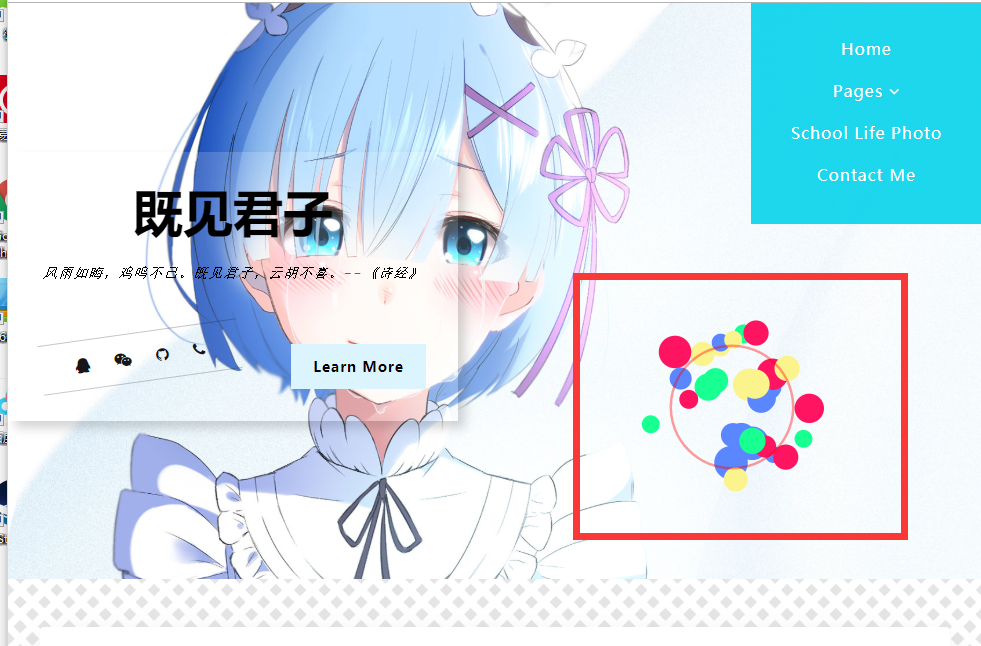 Home
Pages
School Life Photo
Contact Me
既见君子
风雨如晦，鸡鸣不已。既见君子，云胡不喜。--《诗经》
Learn More